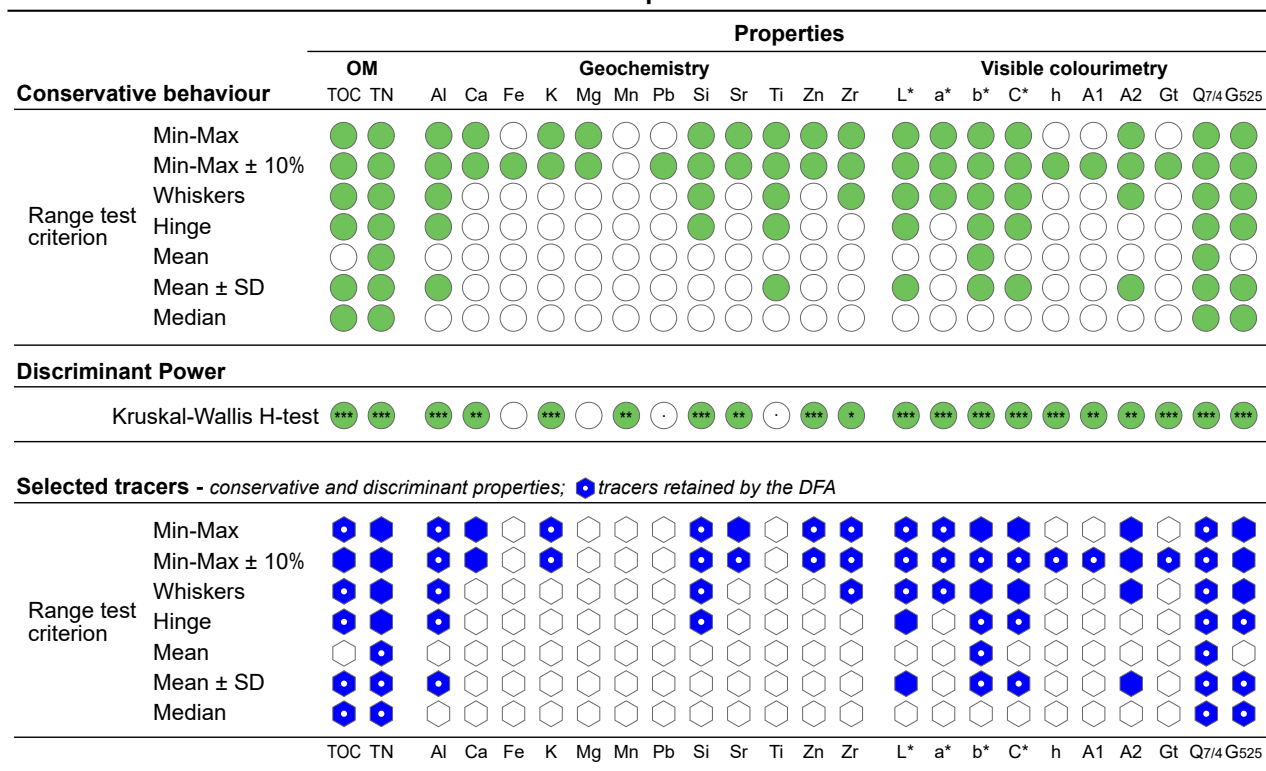 Properties
OM Geochemistry Visible colourimetry
Conservative behaviour TOC TN Al Ca Fe K Mg Mn Pb Si Sr Ti Zn Zr L* a* b* C* h A1 A2 Gt Q7/4 G525
Min-Max
Min-Max ± 10%
Whiskers
Range test criterion
Hinge
Mean
Mean ± SD
Median
Discriminant Power
Kruskal-Wallis H-test *** *** *** ** *** ** . *** ** . *** * *** *** *** *** *** ** ** *** *** ***
Selected tracers - conservative and discriminant properties; tracers retained by the DFA
Min-Max
Min-Max ± 10%
Whiskers
Range test criterion
Hinge
Mean
Mean ± SD
Median
TOC TN Al Ca Fe K Mg Mn Pb Si Sr Ti Zn Zr L* a* b* C* h A1 A2 Gt Q7/4 G525